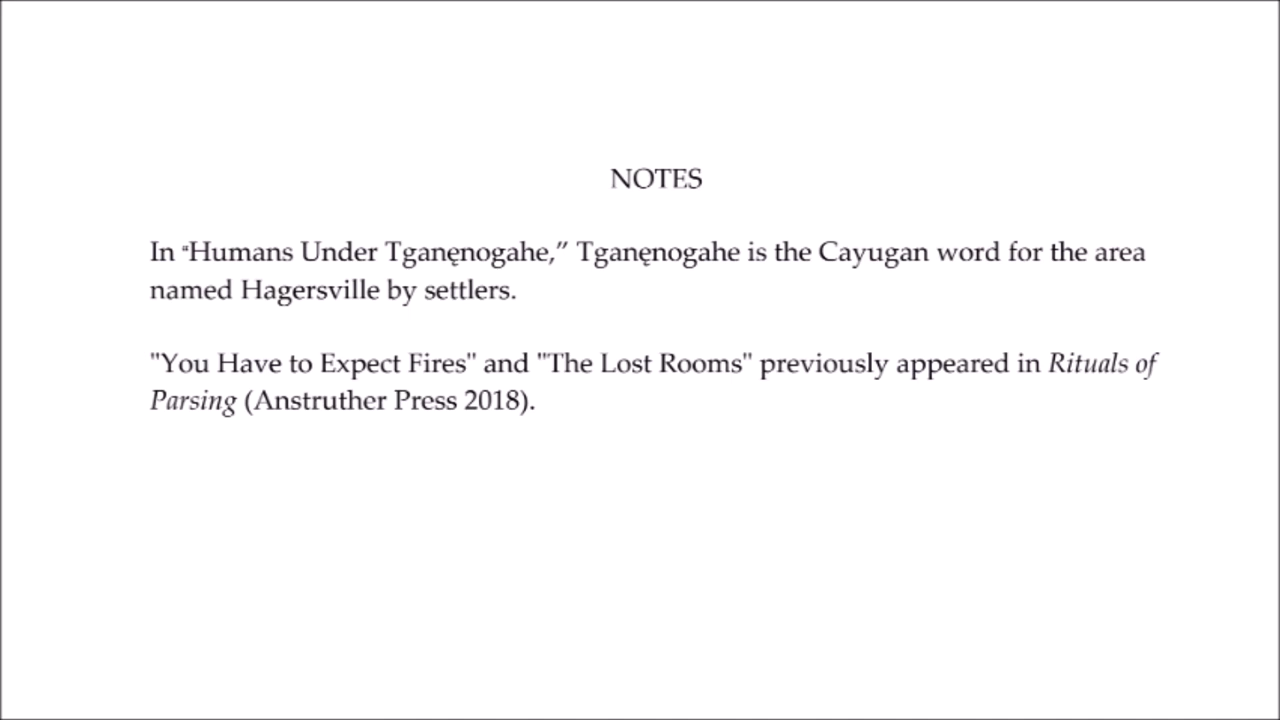 NOTES
In “Humans Under Tganęnogahe,” Tganęnogahe is the Cayugan word for the area
named Hagersville by settlers.
"You Have to Expect Fires" and "The Lost Rooms" previously appeared in Rituals of
Parsing (Anstruther Press 2018).